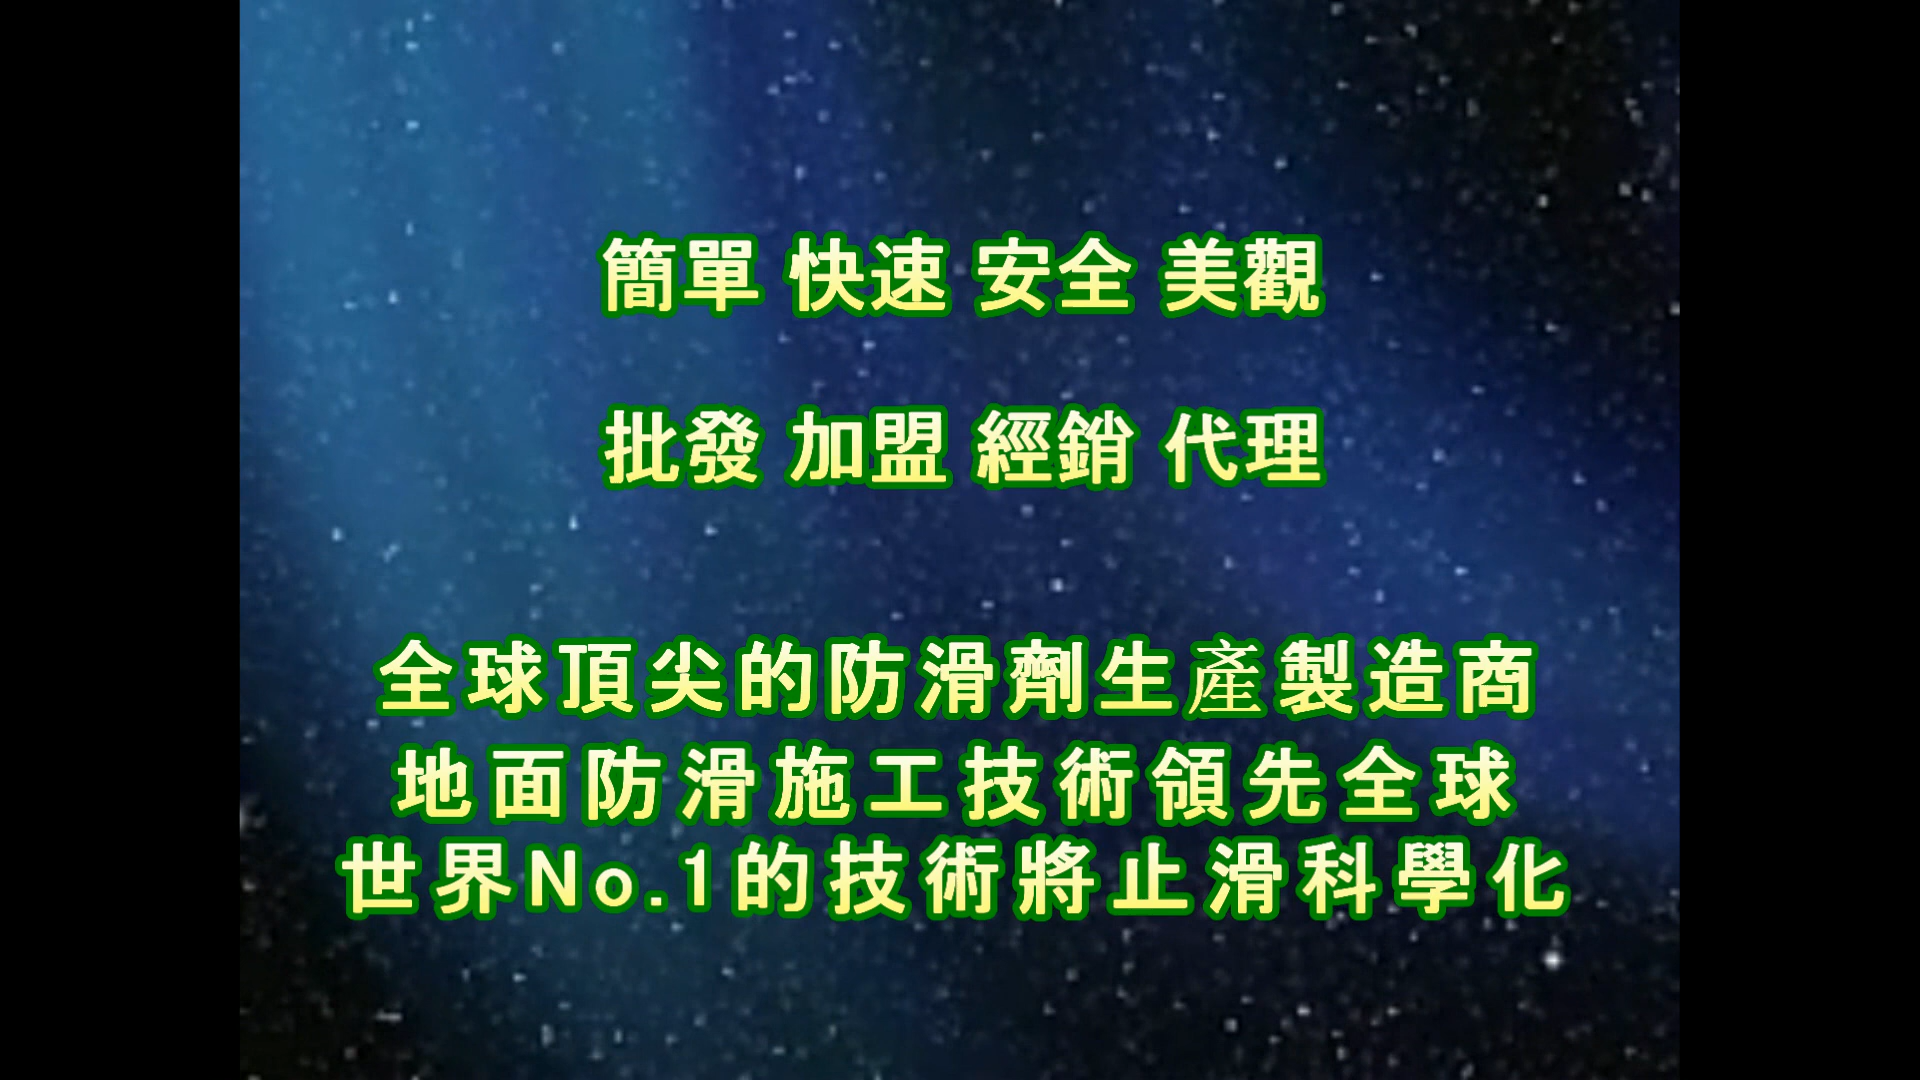 簡單 快速 安全 美觀
批發 加盟 經銷 代理
全球頂尖的防滑劑生產製造商
地面防滑施工技術領先全球
世界No.1的技術將止滑科學化